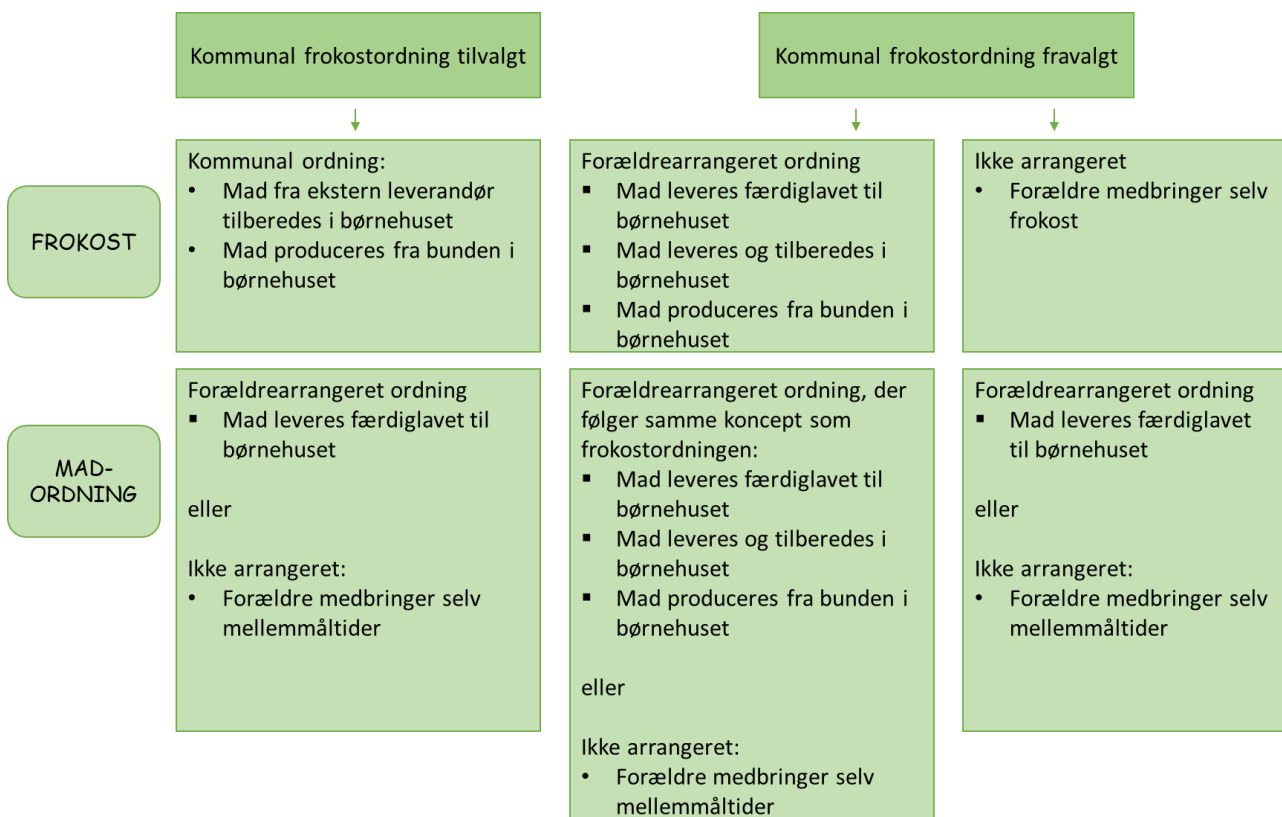 Kommunal frokostordning tilvalgt
Kommunal frokostordning fravalgt
FROKOST
Kommunal ordning:
• Mad fra ekstern leverandør
tilberedes i børnehuset
• Mad produceres fra bunden i
børnehuset
Forældrearrangeret ordning
▪ Mad leveres færdiglavet til
børnehuset
▪ Mad leveres og tilberedes i
børnehuset
▪ Mad produceres fra bunden i
børnehuset
Ikke arrangeret
• Forældre medbringer selv
frokost
MAD-
ORDNING
Forældrearrangeret ordning
▪ Mad leveres færdiglavet til
børnehuset
eller
Ikke arrangeret:
• Forældre medbringer selv
mellemmåltider
Forældrearrangeret ordning, der
følger samme koncept som
frokostordningen:
▪ Mad leveres færdiglavet til
børnehuset
▪ Mad leveres og tilberedes i
børnehuset
▪ Mad produceres fra bunden i
børnehuset
eller
Ikke arrangeret:
• Forældre medbringer selv
mellemmåltider
Forældrearrangeret ordning
▪ Mad leveres færdiglavet
til børnehuset
eller
Ikke arrangeret:
• Forældre medbringer selv
mellemmåltider